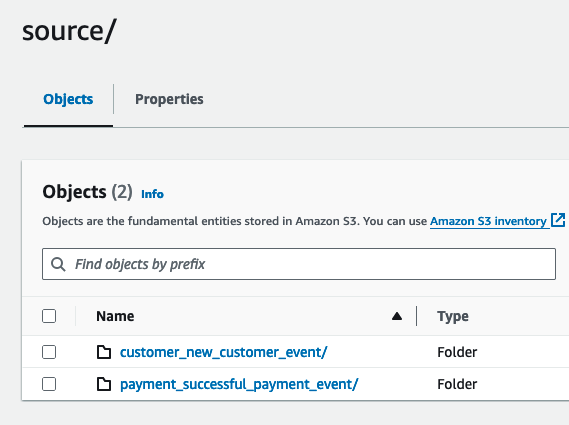 source/
Objects Properties
Objects (2) Info
Objects are the fundamental entities stored in Amazon S3. You can use Amazon S3 inventory
Find objects by prefix
Name Type
customer_new_customer_event/ Folder
payment_successful_payment_event/ Folder